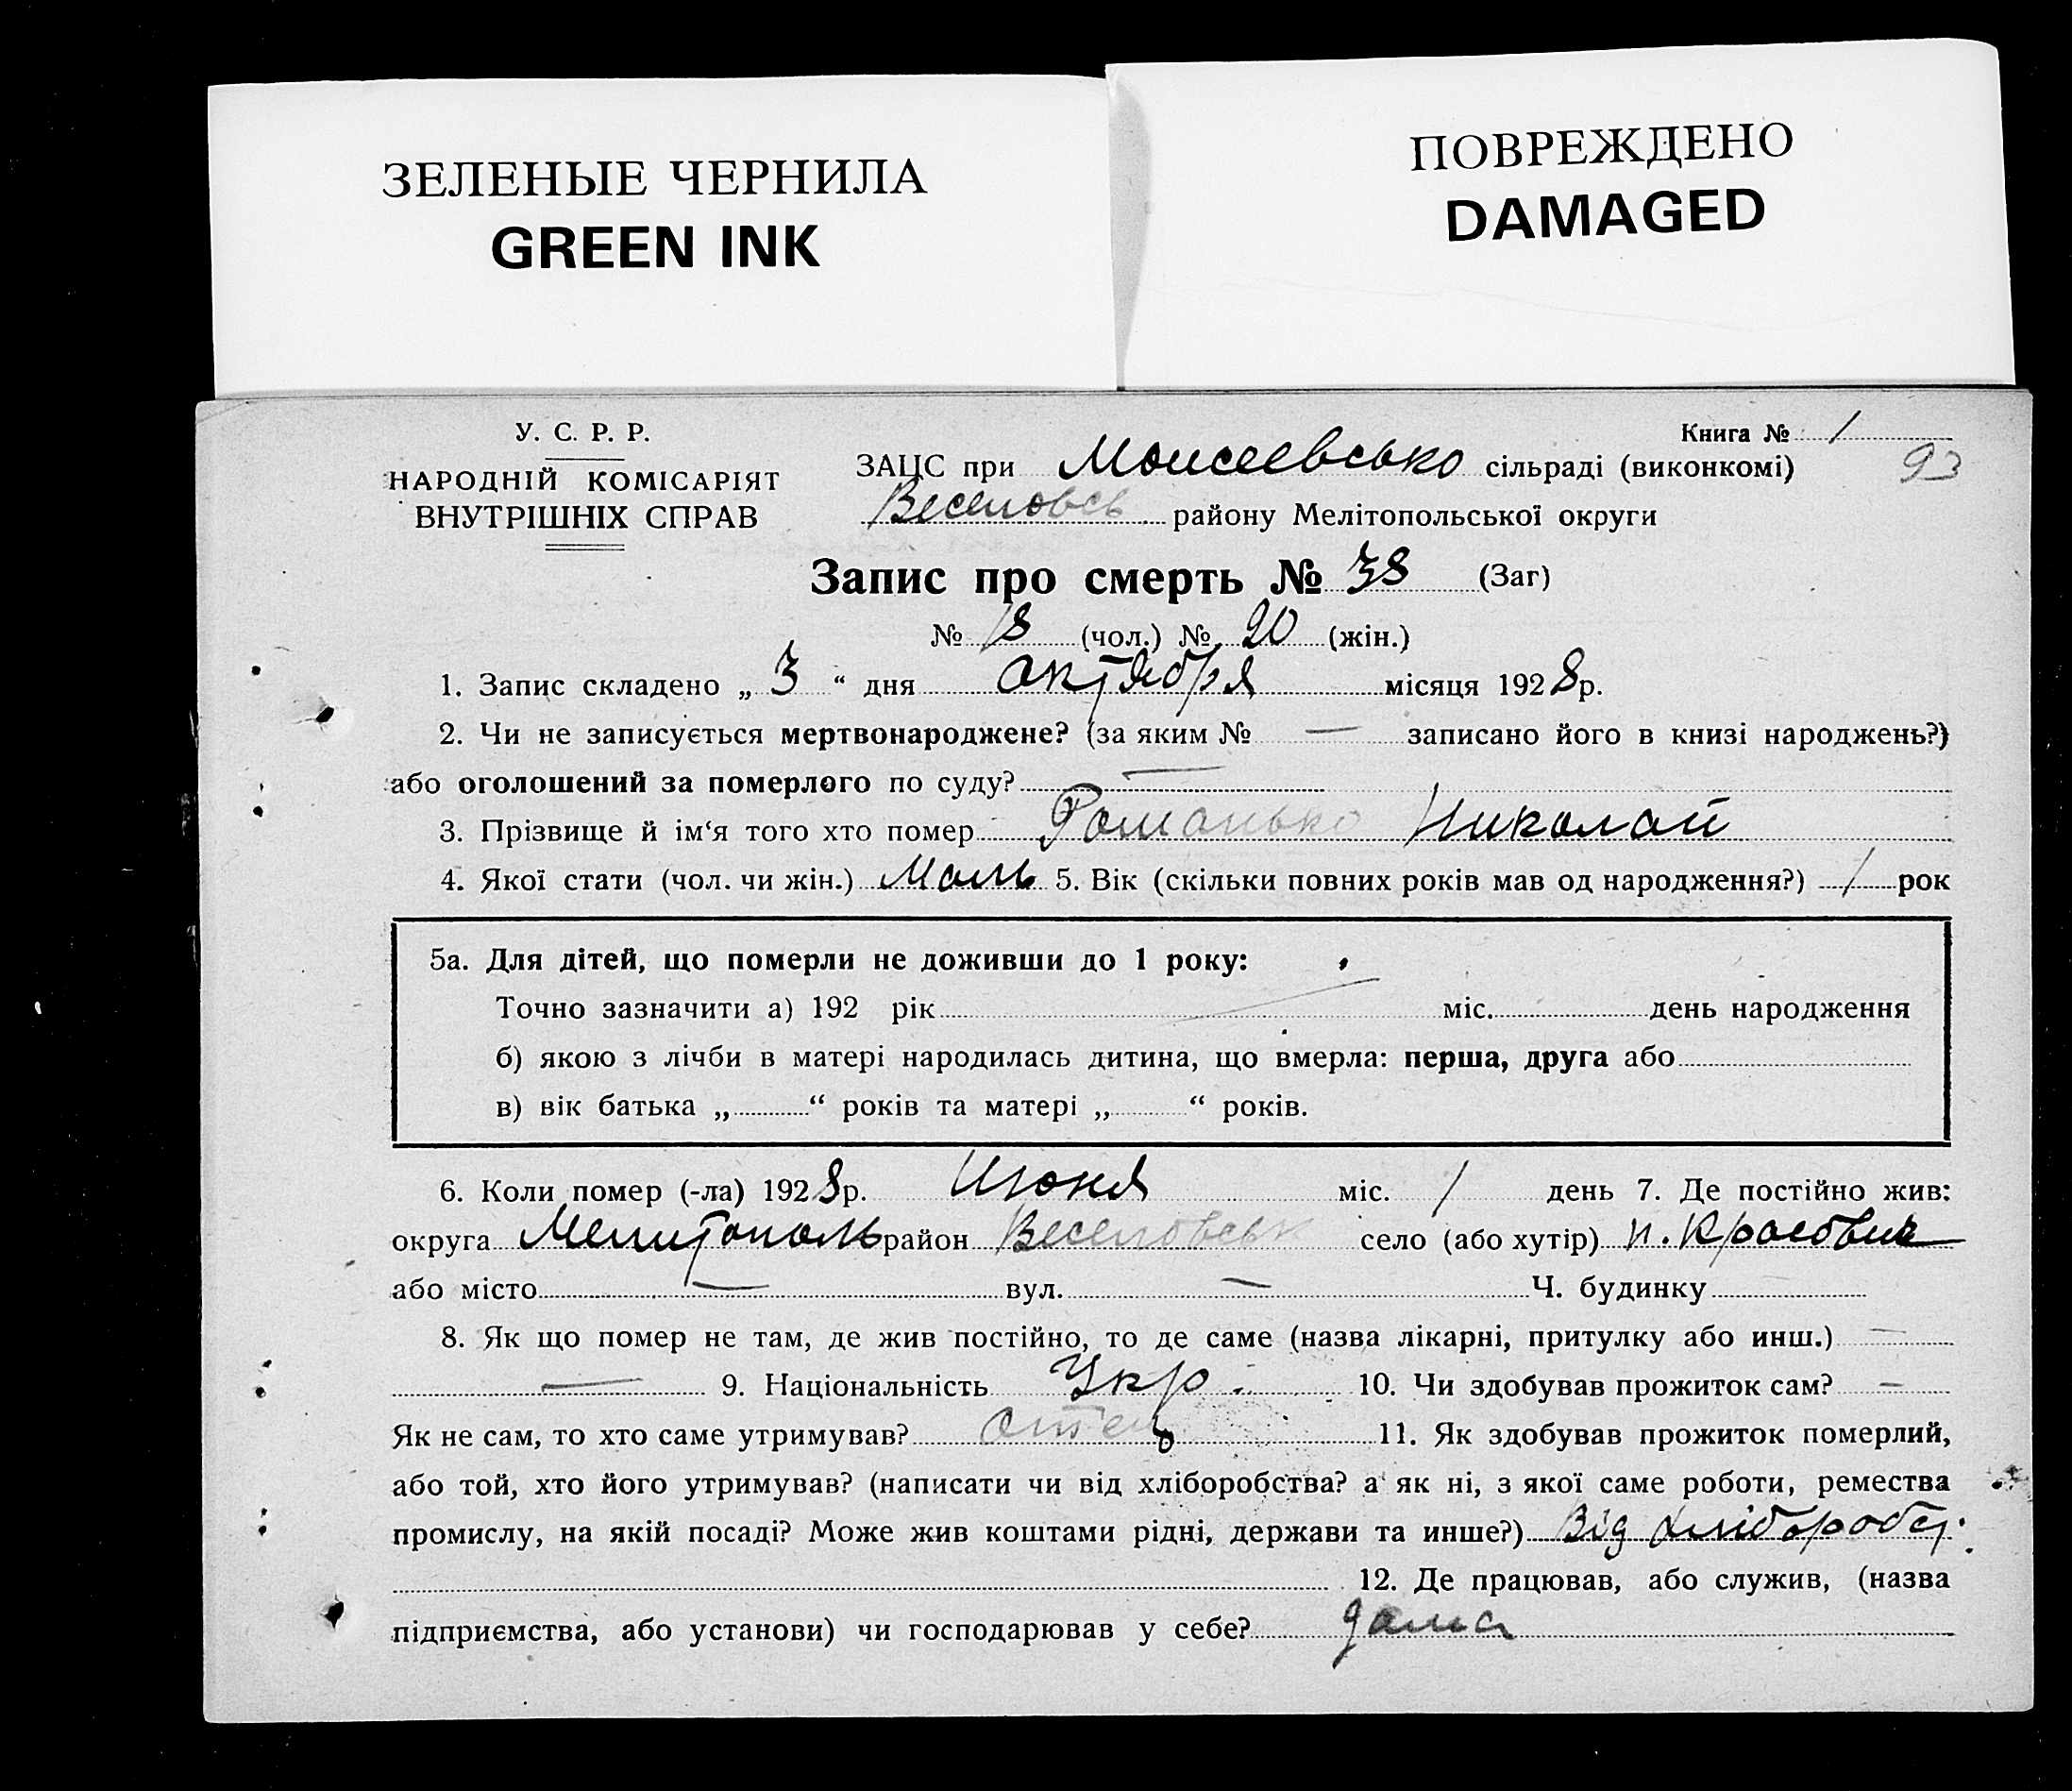 ЗЕЛЕНЫЕ ЧЕРНИЛА
GREEN INK
ПОВРЕЖДЕНО
DAMAGED
У. С. Р. Р.
НАРОДНІЙ КОМІСАРІЯТ
ВНУТРІШНІХ СПРАВ
Книга № 1
93
ЗАЦС при Моисеевсько сільраді (виконкомі)
Веселовсь району Мелітопольської округи
Запис про смерть № 38 (Заг)
№ 18 (чол.) № 20 (жін.)
1. Запис складено „ 3 “ дня октября місяця 1928р.
2. Чи не записується мертвонароджене? (за яким № — записано його в книзі народжень?)
або оголошений за померлого по суду? —
3. Прізвище й ім‘я того хто помер Романько Николай
4. Якої стати (чол. чи жін.) 5. Вік (скільки повних років мав од народження?) 1 рок
5а. Для дітей, що померли не доживши до 1 року:
Точно зазначити а) 192 рік міс. день народження
б) якою з лічби в матері народилась дитина, що вмерла: перша, друга або
в) вік батька „ “ років та матері „ “ років.
6. Коли помер (-ла) 1928р. Июня міс. 1 день 7. Де постійно жив:
округа Мелитополь район Веселовськ село (або хутір) п.
або місто — вул. — Ч. будинку
8. Як що помер не там, де жив постійно, то де саме (назва лікарні, притулку або инш.) —
— 9. Національність Укр. 10. Чи здобував прожиток сам? —
Як не сам, то хто саме утримував? отец 11. Як здобував прожиток померлий,
або той, хто його утримував? (написати чи від хліборобства? а як ні, з якої саме роботи, ремества
промислу, на якій посаді? Може жив коштами рідні, держави та инше?) Від хліборобст.
12. Де працював, або служив, (назва
підприємства, або установи) чи господарював у себе? дома